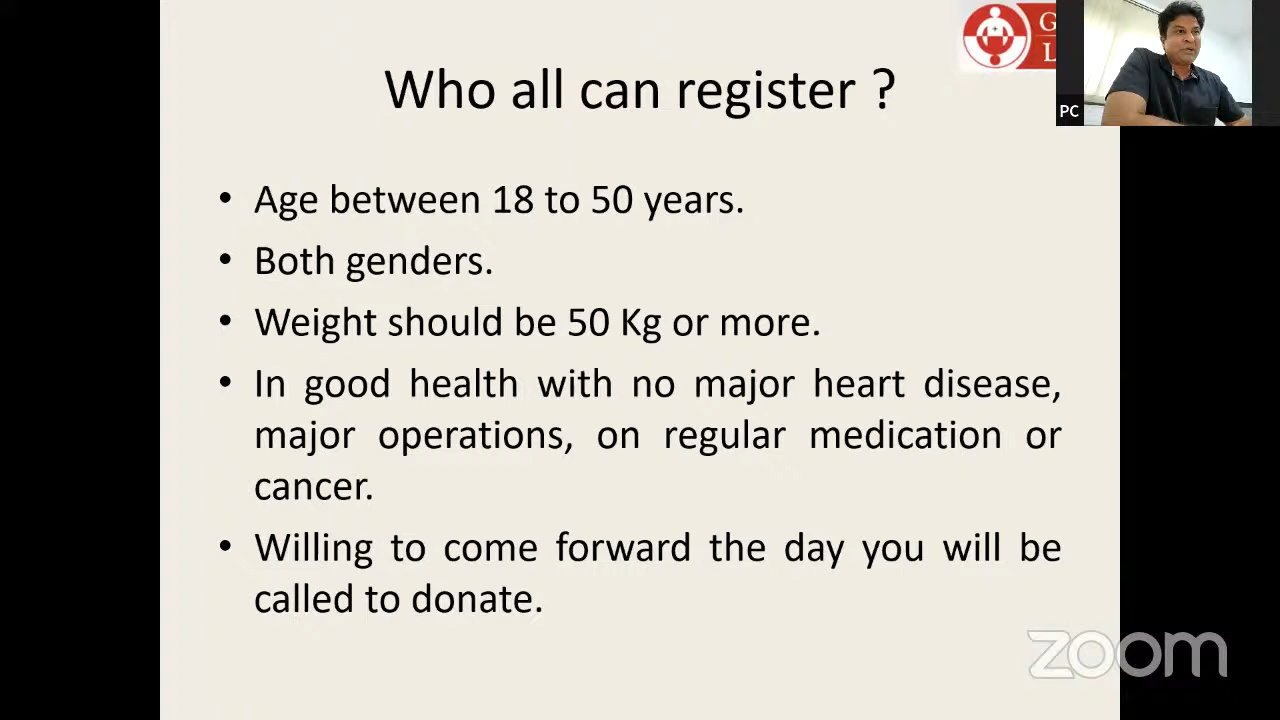 G
L
PC
Who all can register ?
• Age between 18 to 50 years.
• Both genders.
• Weight should be 50 Kg or more.
• In good health with no major heart disease,
major operations, on regular medication or
cancer.
• Willing to come forward the day you will be
called to donate.
zoom